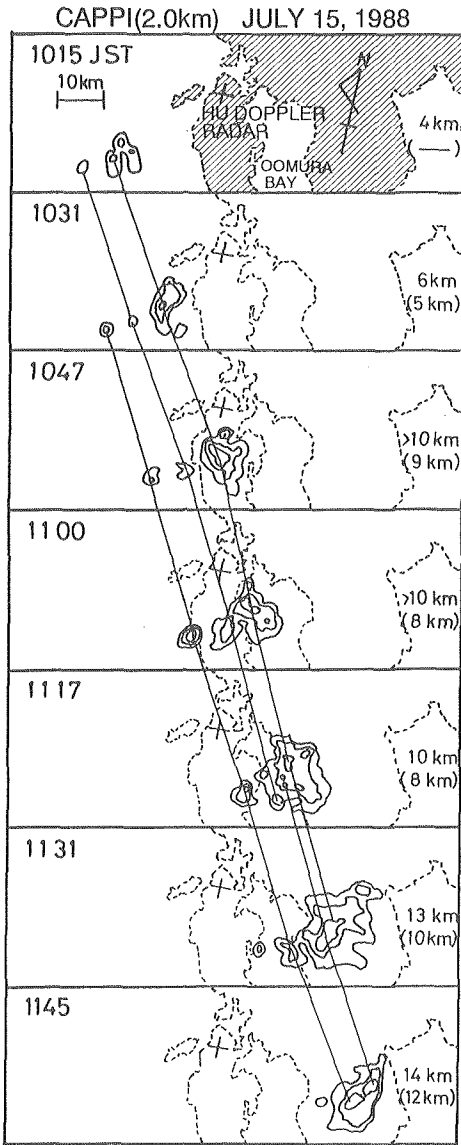 CAPPI(2.0km) JULY 15, 1988
1015 JST
10km
N
HU DOPPLER
RADAR
OOMURA
BAY
4km
(—)
1031
6km
(5km)
1047
>10km
(9km)
1100
>10km
(8km)
1117
10km
(8km)
1131
13km
(10km)
1145
14km
(12km)